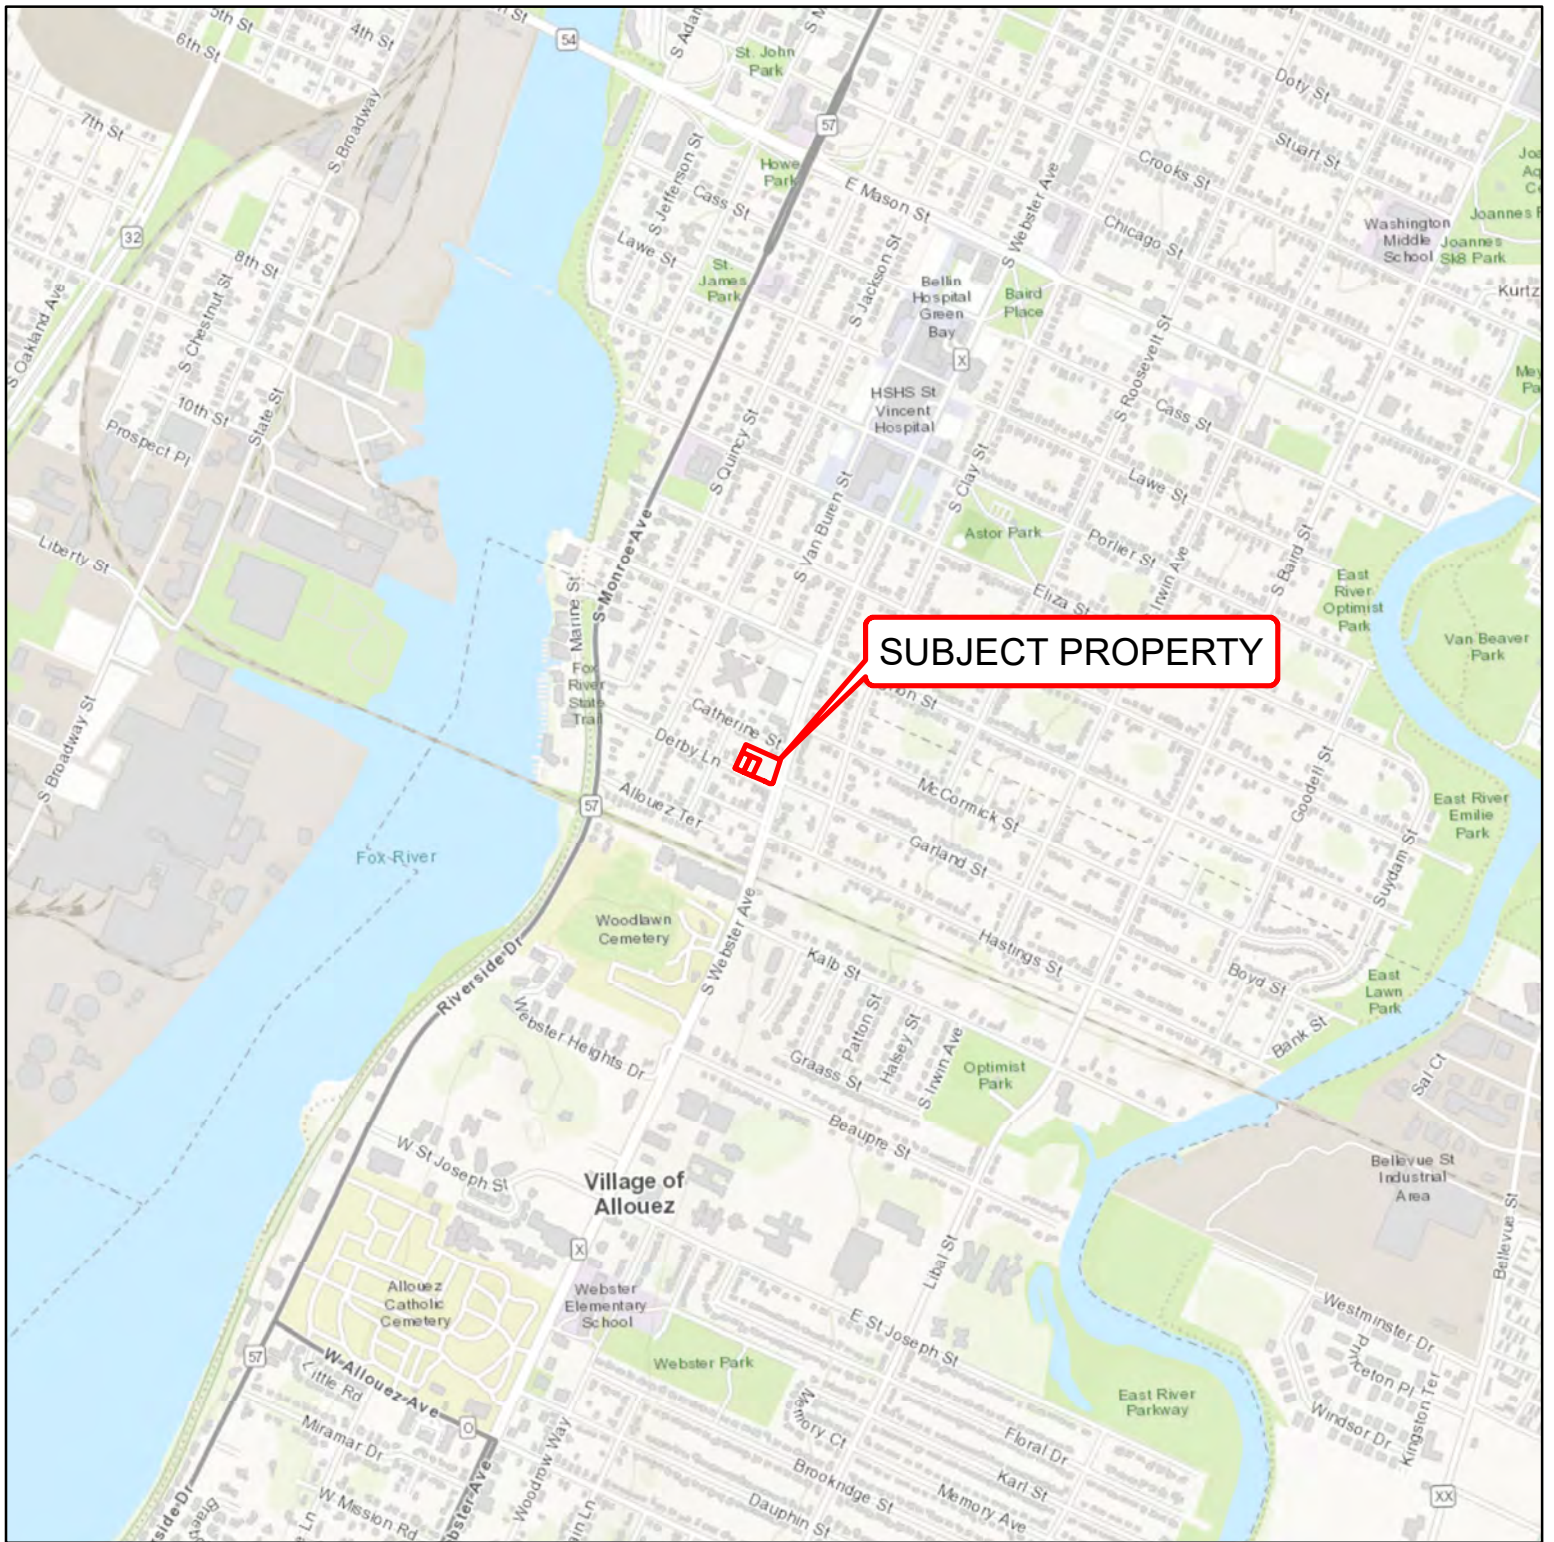 5th St
4th St
6th St
7th St
S Broadway
54
S Adam
St. John
Park
57
Doty St
Stuart St
Crooks St
Howe
Park
S Jefferson St
Cass St
Lawe St
E Mason St
S Webster Ave
Chicago St
Washington
Middle
School
Joannes
Sk8 Park
Kurtz
32
8th St
St.
James
Park
S Jackson St
Bellin
Hospital
Green
Bay
Baird
Place
X
S Oakland Ave
S Chestnut St
State St
10th St
Prospect Pl
HSHS St
Vincent
Hospital
S Roosevelt St
Cass St
S Quincy St
S Van Buren St
S Clay St
Lawe St
Astor Park
Porlier St
Irwin Ave
S Baird St
Liberty St
S Monroe Ave
Marine St
Eliza St
East
River
Optimist
Park
Van Beaver
Park
SUBJECT PROPERTY
Fox
River
State
Trail
S Broadway St
Catherine St
Derby Ln
Allouez Ter
57
McCormick St
Goodell St
East River
Emilie
Park
Garland St
Suydam St
Fox River
Woodlawn
Cemetery
S Webster Ave
Hastings St
Kalb St
Boyd St
East
Lawn
Park
Riverside Dr
Webster Heights Dr
Patton St
Halsey St
S Irwin Ave
Graass St
Optimist
Park
Bank St
Sal Ct
Beaupre St
W St Joseph St
Village of
Allouez
Bellevue St
Industrial
Area
Bellevue St
X
Libal St
Allouez
Catholic
Cemetery
Webster
Elementary
School
E St Joseph St
Westminster Dr
57
W Allouez Ave
Little Rd
Webster Park
Pkwy
Kingston Ter
East River
Parkway
Windsor Dr
O
Miramar Dr
Memory Ct
Floral Dr
Woodrow Way
Brookridge St
Karl St
Memory Ave
XX
W Mission Rd
Dauphin St